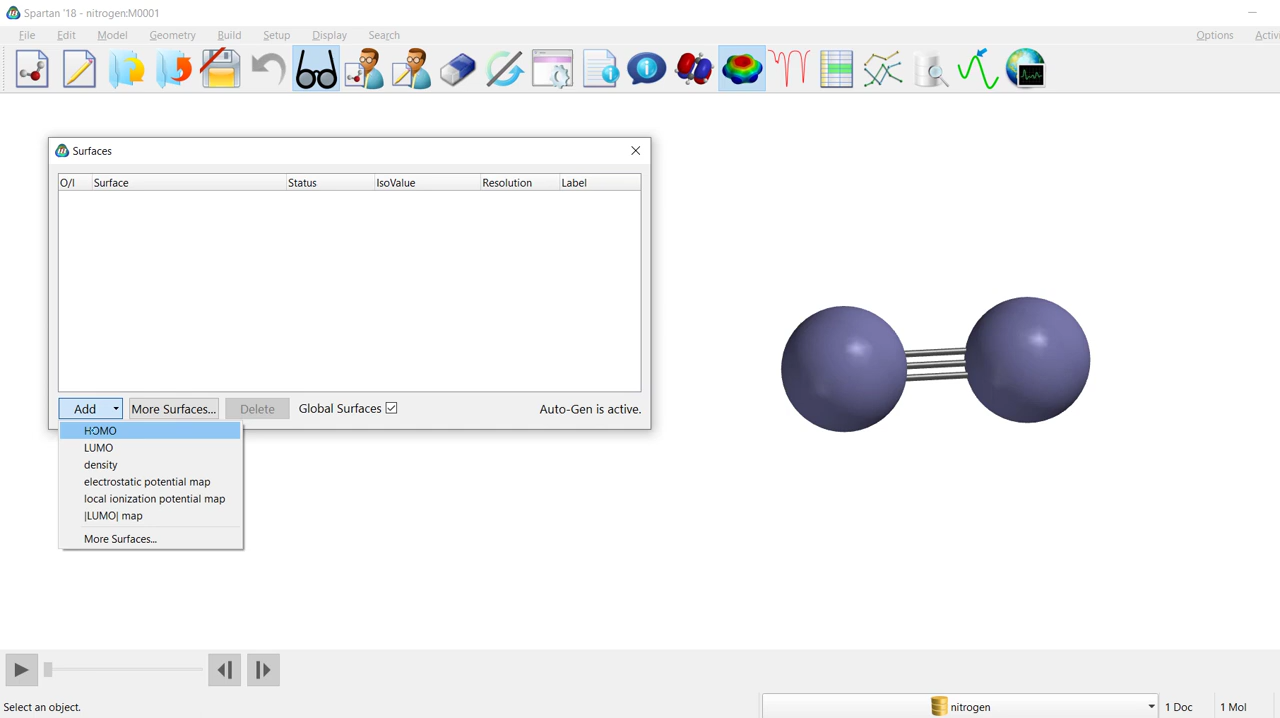 Spartan '18 - nitrogen:M0001
File Edit Model Geometry Build Setup Display Search Options Activi
Surfaces
O/I Surface Status IsoValue Resolution Label
Add More Surfaces... Delete Global Surfaces Auto-Gen is active.
HOMO
LUMO
density
electrostatic potential map
local ionization potential map
|LUMO| map
More Surfaces...
Select an object. nitrogen 1 Doc 1 Mol